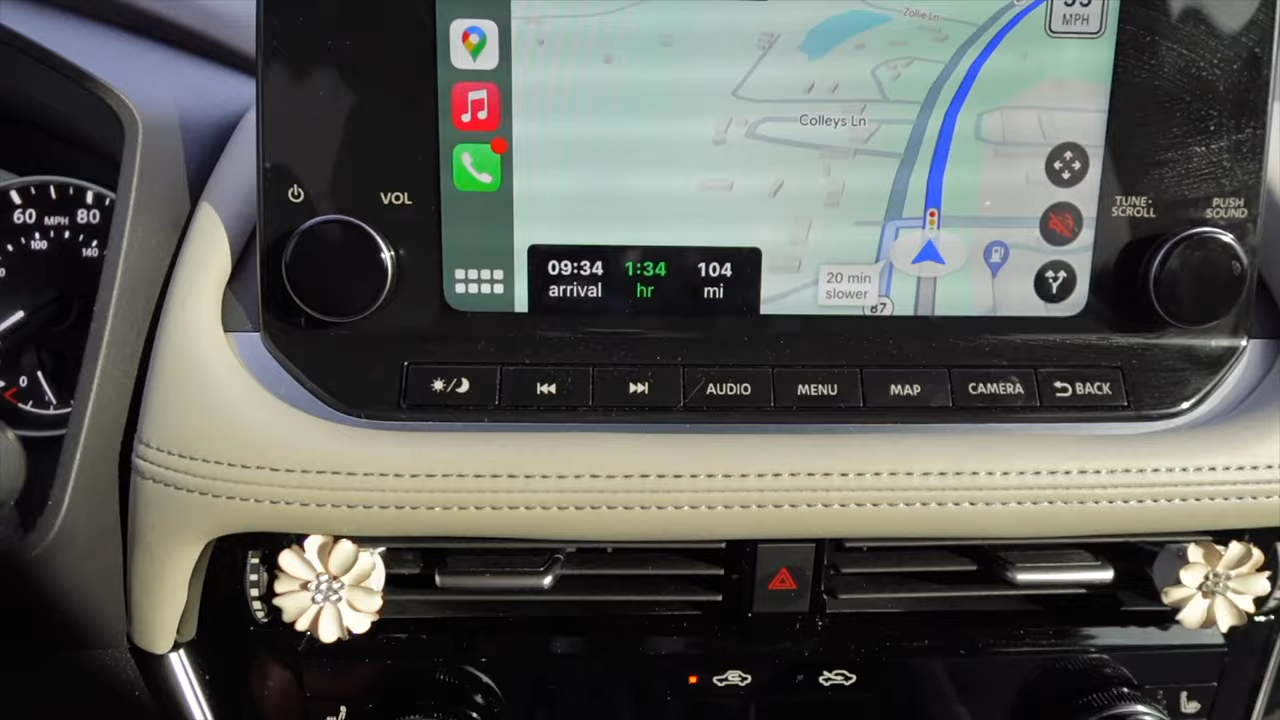 Zollie Ln
MPH
Colleys Ln
60 MPH 80
100
140
0
VOL
TUNE·
SCROLL
PUSH
SOUND
09:34 1:34 104
arrival hr mi
20 min
slower
87
AUDIO
MENU
MAP
CAMERA
BACK